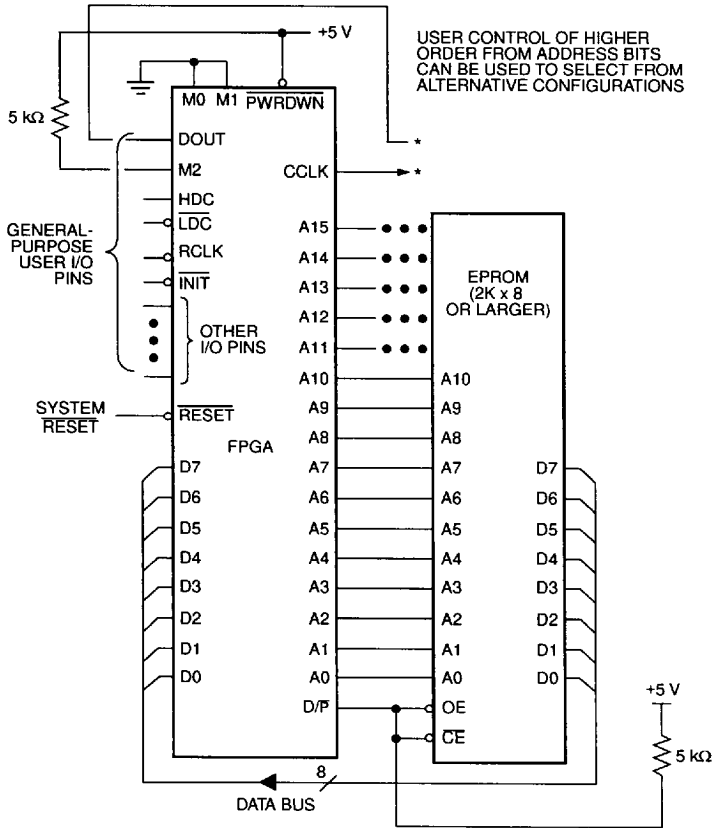 +5 V
USER CONTROL OF HIGHER
ORDER FROM ADDRESS BITS
CAN BE USED TO SELECT FROM
ALTERNATIVE CONFIGURATIONS
M0 M1 PWRDWN
5 kΩ
DOUT
*
M2
CCLK
*
HDC
LDC
RCLK
INIT
GENERAL-
PURPOSE
USER I/O
PINS
OTHER
I/O PINS
SYSTEM
RESET
RESET
FPGA
A15
A14
A13
A12
A11
A10
A9
A8
A7
A6
A5
A4
A3
A2
A1
A0
D/P
D7
D6
D5
D4
D3
D2
D1
D0
EPROM
(2K x 8
OR LARGER)
A10
A9
A8
A7
A6
A5
A4
A3
A2
A1
A0
OE
CE
D7
D6
D5
D4
D3
D2
D1
D0
+5 V
5 kΩ
8
DATA BUS